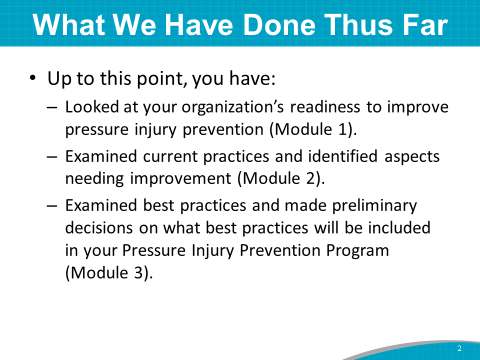 What We Have Done Thus Far
• Up to this point, you have:
– Looked at your organization’s readiness to improve
pressure injury prevention (Module 1).
– Examined current practices and identified aspects
needing improvement (Module 2).
– Examined best practices and made preliminary
decisions on what best practices will be included
in your Pressure Injury Prevention Program
(Module 3).
2